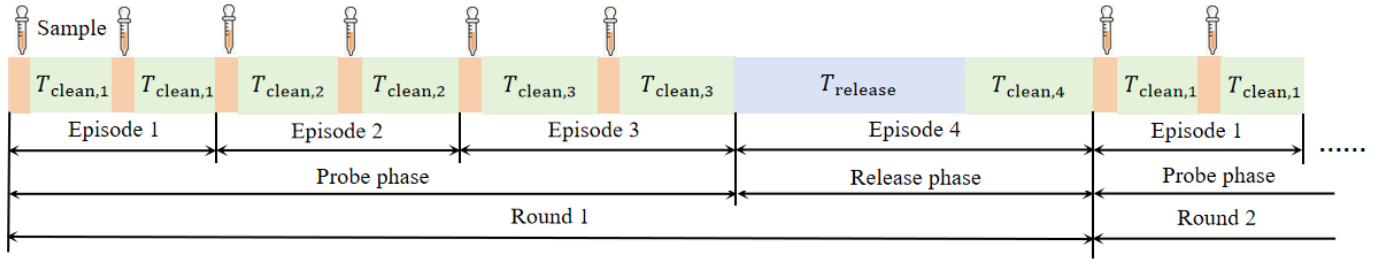 Sample
T_clean,1 T_clean,1 T_clean,2 T_clean,2 T_clean,3 T_clean,3 T_release T_clean,4 T_clean,1 T_clean,1
Episode 1 Episode 2 Episode 3 Episode 4 Episode 1
......
Probe phase Release phase Probe phase
Round 1 Round 2